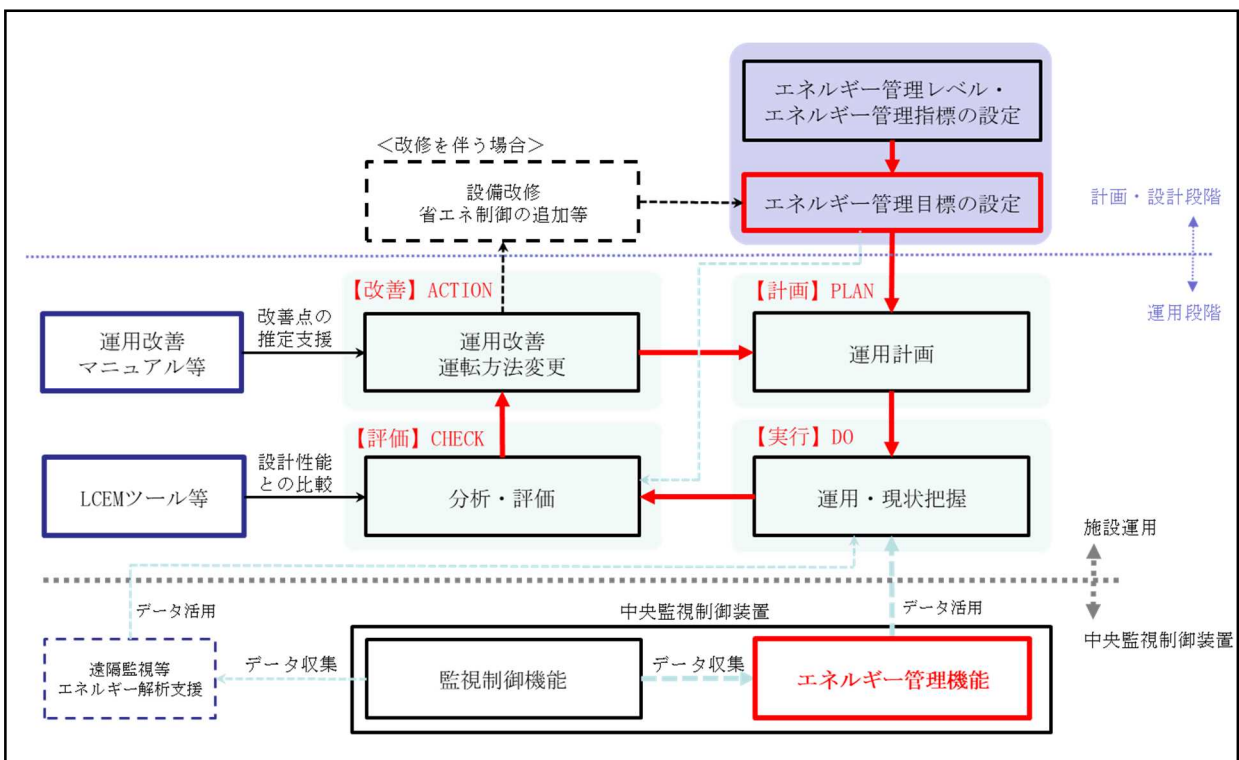 エネルギー管理レベル・
エネルギー管理指標の設定
＜改修を伴う場合＞
設備改修
省エネ制御の追加等
エネルギー管理目標の設定
計画・設計段階
運用段階
【改善】ACTION
【計画】PLAN
運用改善
マニュアル等
改善点の
推定支援
運用改善
運転方法変更
運用計画
【評価】CHECK
【実行】DO
LCEMツール等
設計性能
との比較
分析・評価
運用・現状把握
施設運用
中央監視制御装置
データ活用
中央監視制御装置
データ活用
遠隔監視等
エネルギー解析支援
データ収集
監視制御機能
データ収集
エネルギー管理機能